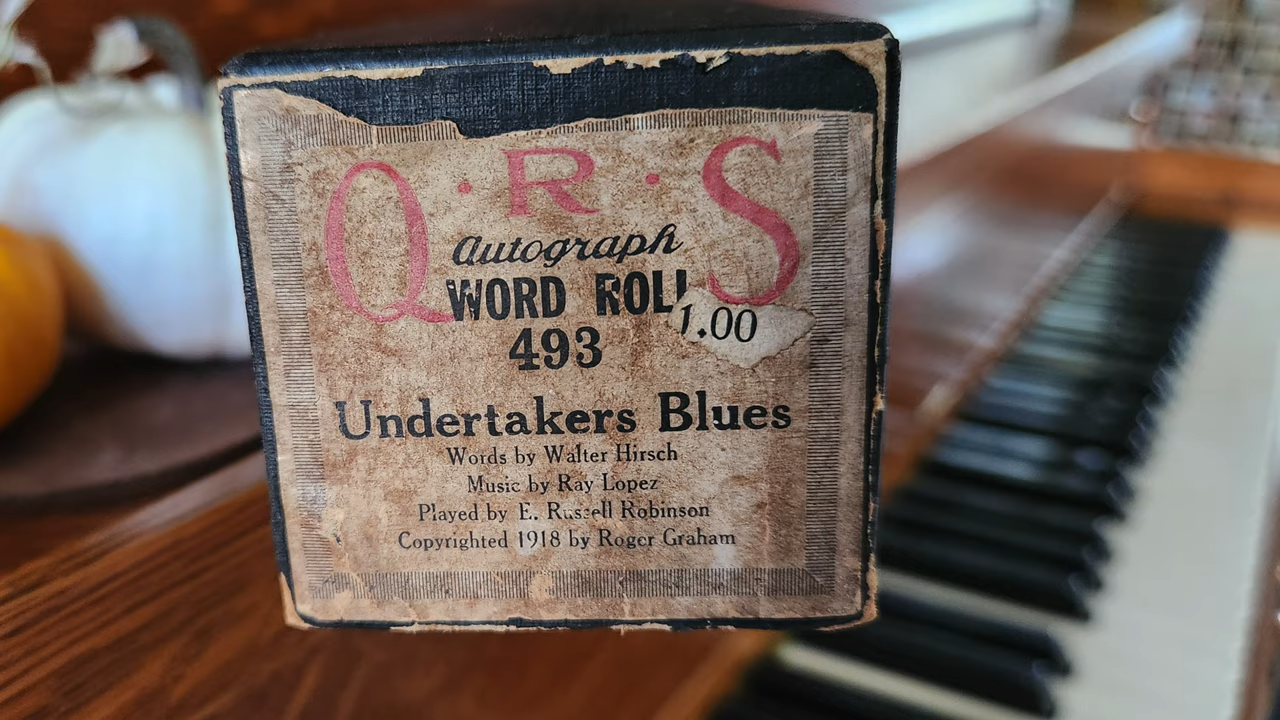 Q·R·S
Autograph
WORD ROLL
1.00
493
Undertakers Blues
Words by Walter Hirsch
Music by Ray Lopez
Played by E. Russell Robinson
Copyrighted 1918 by Roger Graham